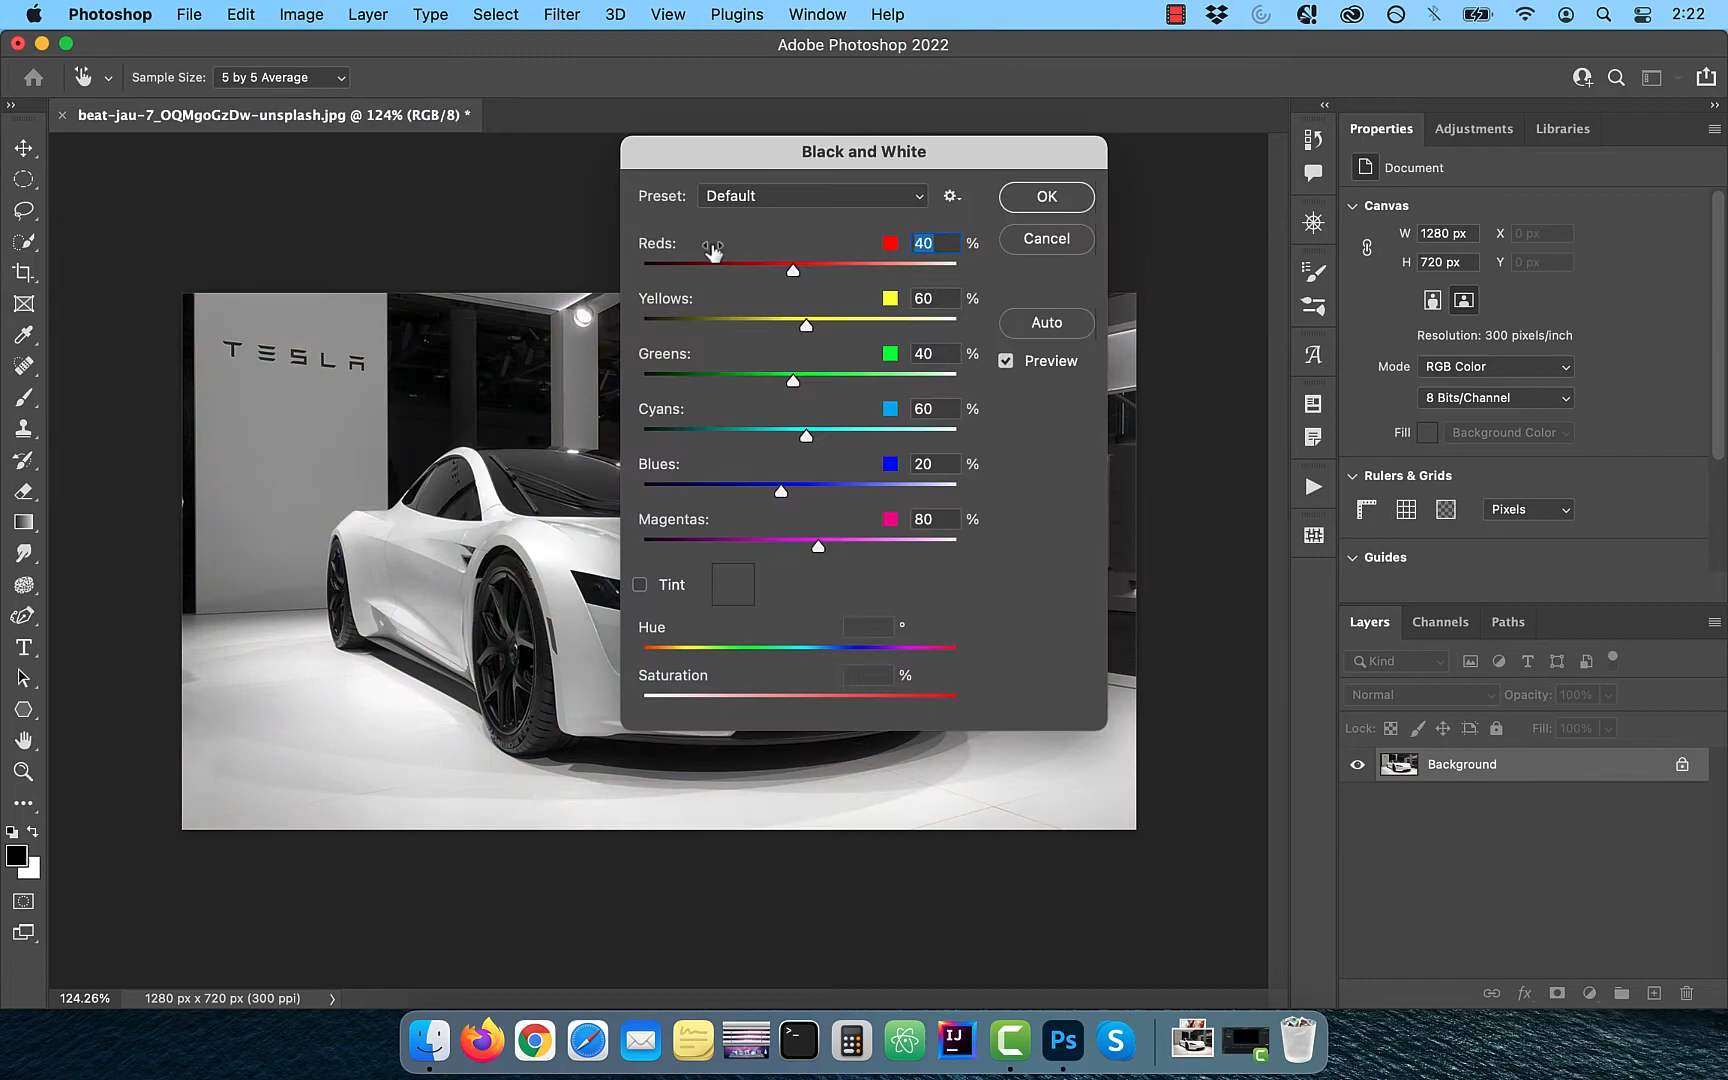 Photoshop File Edit Image Layer Type Select Filter 3D View Plugins Window Help 2:22
Adobe Photoshop 2022
Sample Size: 5 by 5 Average
beat-jau-7_OQMgoGzDw-unsplash.jpg @ 124% (RGB/8) *
Properties Adjustments Libraries
Black and White
Document
Preset: Default
OK
Canvas
W 1280 px X 0 px
Reds: 40 %
Cancel
H 720 px Y 0 px
Yellows: 60 %
Auto
Resolution: 300 pixels/inch
TESLA
Greens: 40 %
Preview
Mode RGB Color
8 Bits/Channel
Cyans: 60 %
Fill Background Color
Blues: 20 %
Rulers & Grids
Pixels
Magentas: 80 %
Guides
Tint
Hue °
Layers Channels Paths
Kind
Saturation %
Normal Opacity: 100%
Lock: Fill: 100%
Background
fx
124.26% 1280 px x 720 px (300 ppi)
IJ
C
Ps
S